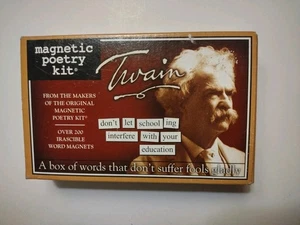 magnetic
poetry
kit®
Twain
FROM THE MAKERS
OF THE ORIGINAL
MAGNETIC
POETRY KIT®
OVER 200
IRASCIBLE
WORD MAGNETS
don't let school ing
interfere with your
education
A box of words that don't suffer fools gladly